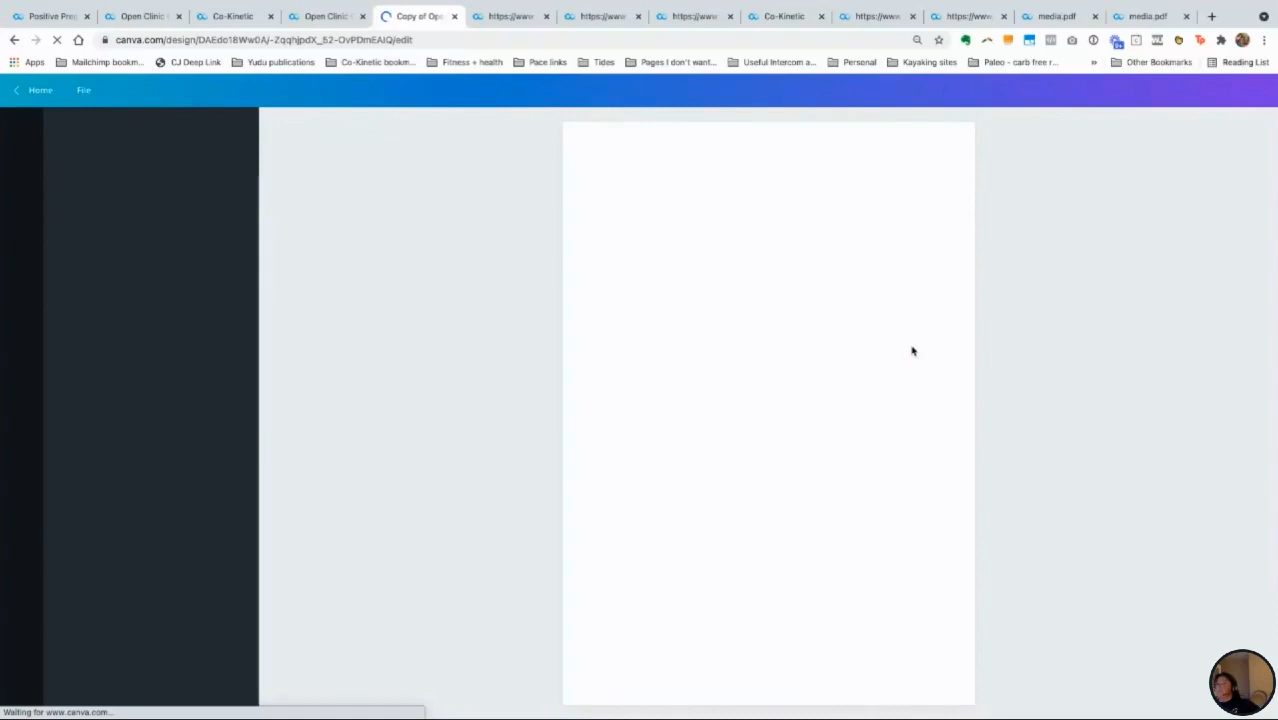 Positive Preg
Open Clinic
Co-Kinetic
Open Clinic
Copy of Ope
https://www
https://www
https://www
Co-Kinetic
https://www.
https://www.
media.pdf
media.pdf
canva.com/design/DAEdo18Ww0A/-ZqqhjpdX_52-OvPDmEAIQ/edit
Apps
Mailchimp bookm...
CJ Deep Link
Yudu publications
Co-Kinetic bookm...
Fitness + health
Pace links
Tides
Pages I don't want...
Useful Intercom a...
Personal
Kayaking sites
Paleo - carb free r...
»
Other Bookmarks
Reading List
Home
File
Waiting for www.canva.com...